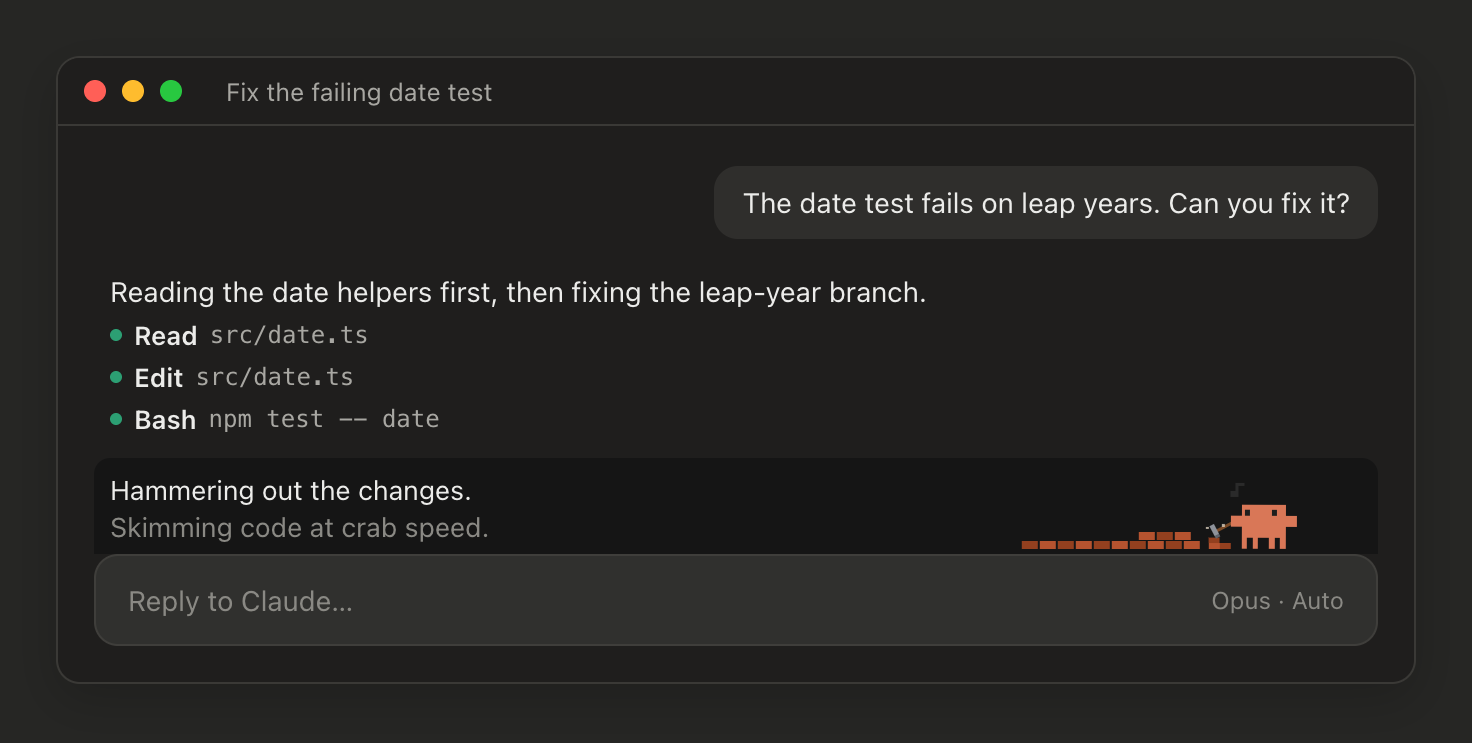 Fix the failing date test
The date test fails on leap years. Can you fix it?
Reading the date helpers first, then fixing the leap-year branch.
Read src/date.ts
Edit src/date.ts
Bash npm test -- date
Hammering out the changes.
Skimming code at crab speed.
Reply to Claude...
Opus · Auto